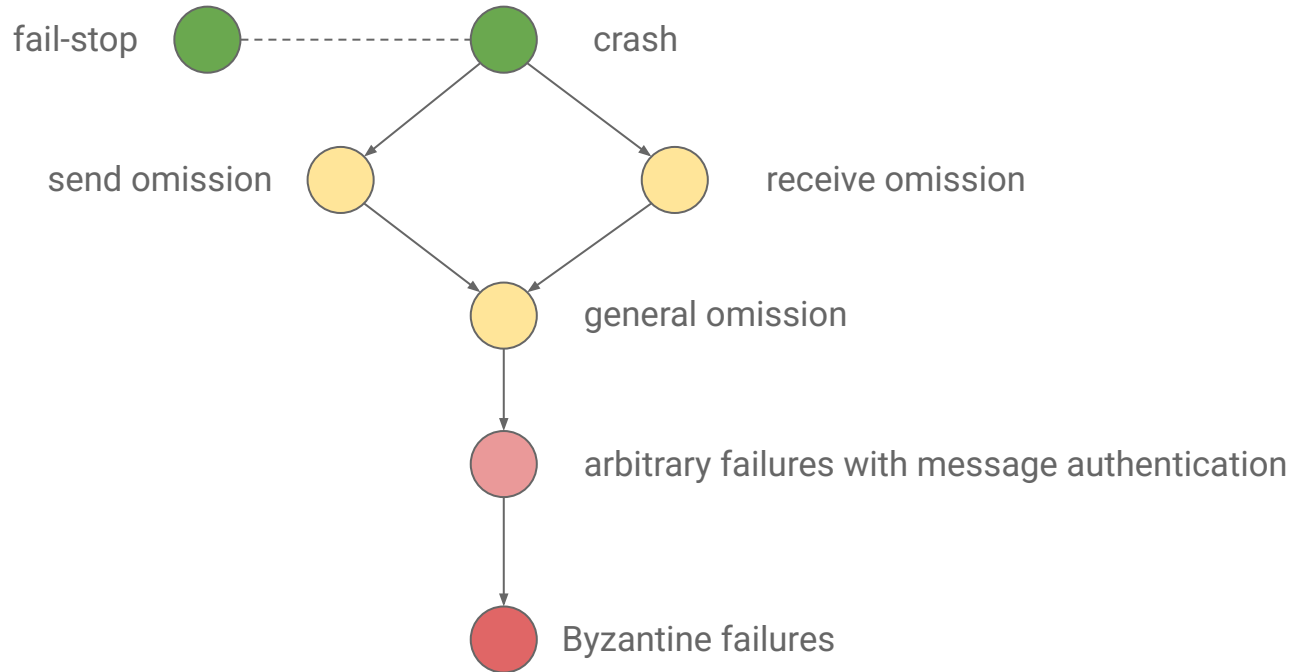 fail-stop
crash
send omission
receive omission
general omission
arbitrary failures with message authentication
Byzantine failures